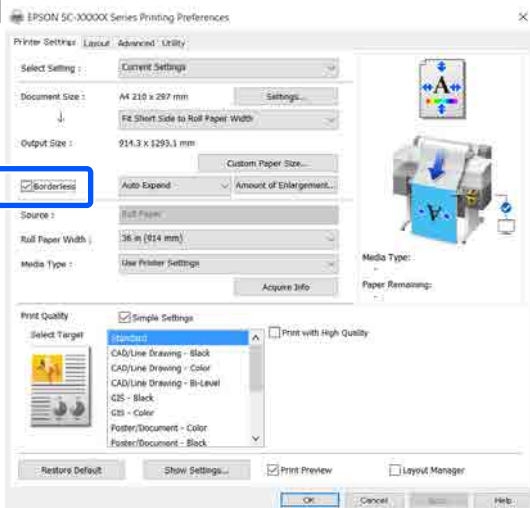 EPSON SC-XXXXX Series Printing Preferences
Printer Settings Layout Advanced Utility
Select Setting : Current Settings
Document Size : A4 210 x 297 mm Settings...
Fit Short Side to Roll Paper Width
Output Size : 914.3 x 1293.1 mm
Custom Paper Size...
Borderless Auto Expand Amount of Enlargement...
Source : Roll Paper
Roll Paper Width : 36 in (914 mm)
Media Type : Use Printer Settings
Acquire Info
A
Media Type:
-
Paper Remaining:
-
Print Quality Simple Settings
Select Target
Standard
CAD/Line Drawing - Black
CAD/Line Drawing - Color
CAD/Line Drawing - Bi-Level
GIS - Black
GIS - Color
Poster/Document - Color
Poster/Document - Black
Print with High Quality
Restore Default Show Settings... Print Preview Layout Manager
OK Cancel Help